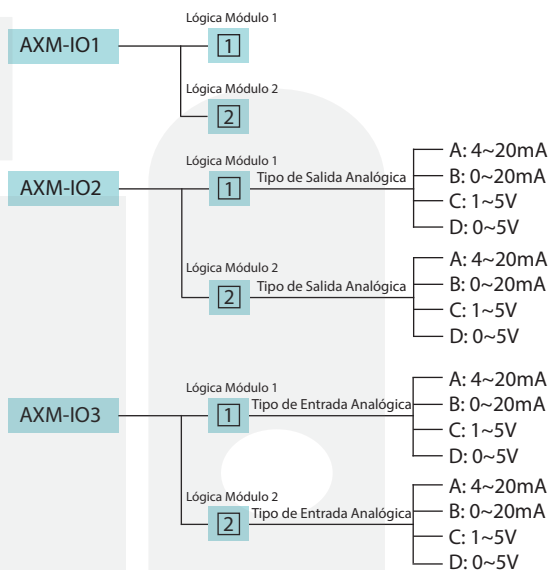 Lógica Módulo 1
AXM-IO1
1
Lógica Módulo 2
2
Lógica Módulo 1
AXM-IO2
1
Tipo de Salida Analógica
A: 4~20mA
B: 0~20mA
C: 1~5V
D: 0~5V
Lógica Módulo 2
2
Tipo de Salida Analógica
A: 4~20mA
B: 0~20mA
C: 1~5V
D: 0~5V
Lógica Módulo 1
AXM-IO3
1
Tipo de Entrada Analógica
A: 4~20mA
B: 0~20mA
C: 1~5V
D: 0~5V
Lógica Módulo 2
2
Tipo de Entrada Analógica
A: 4~20mA
B: 0~20mA
C: 1~5V
D: 0~5V